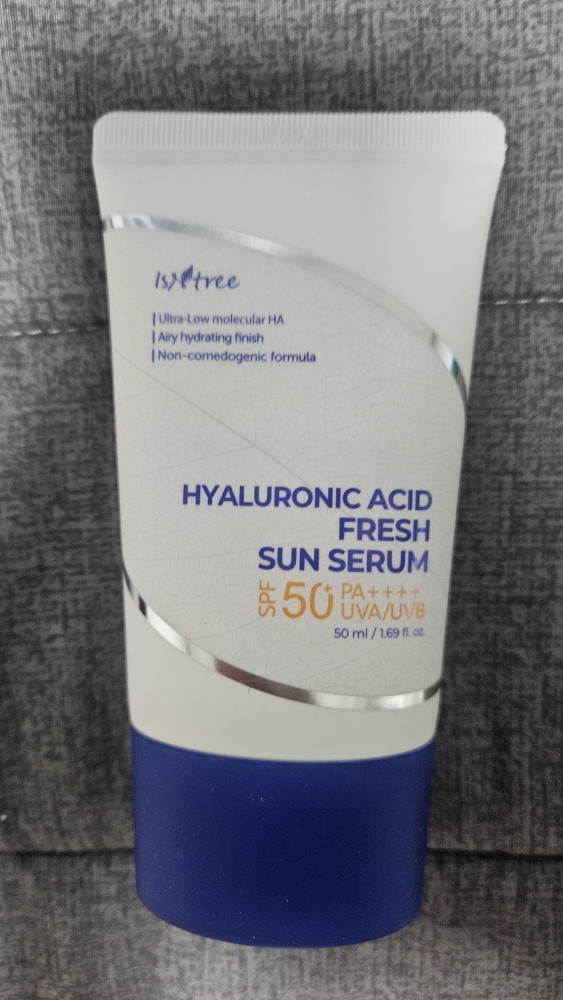 Isntree
Ultra-Low molecular HA
Airy hydrating finish
Non-comedogenic formula
HYALURONIC ACID
FRESH
SUN SERUM
SPF 50+ PA++++
UVA/UVB
50 ml / 1.69 fl. oz.